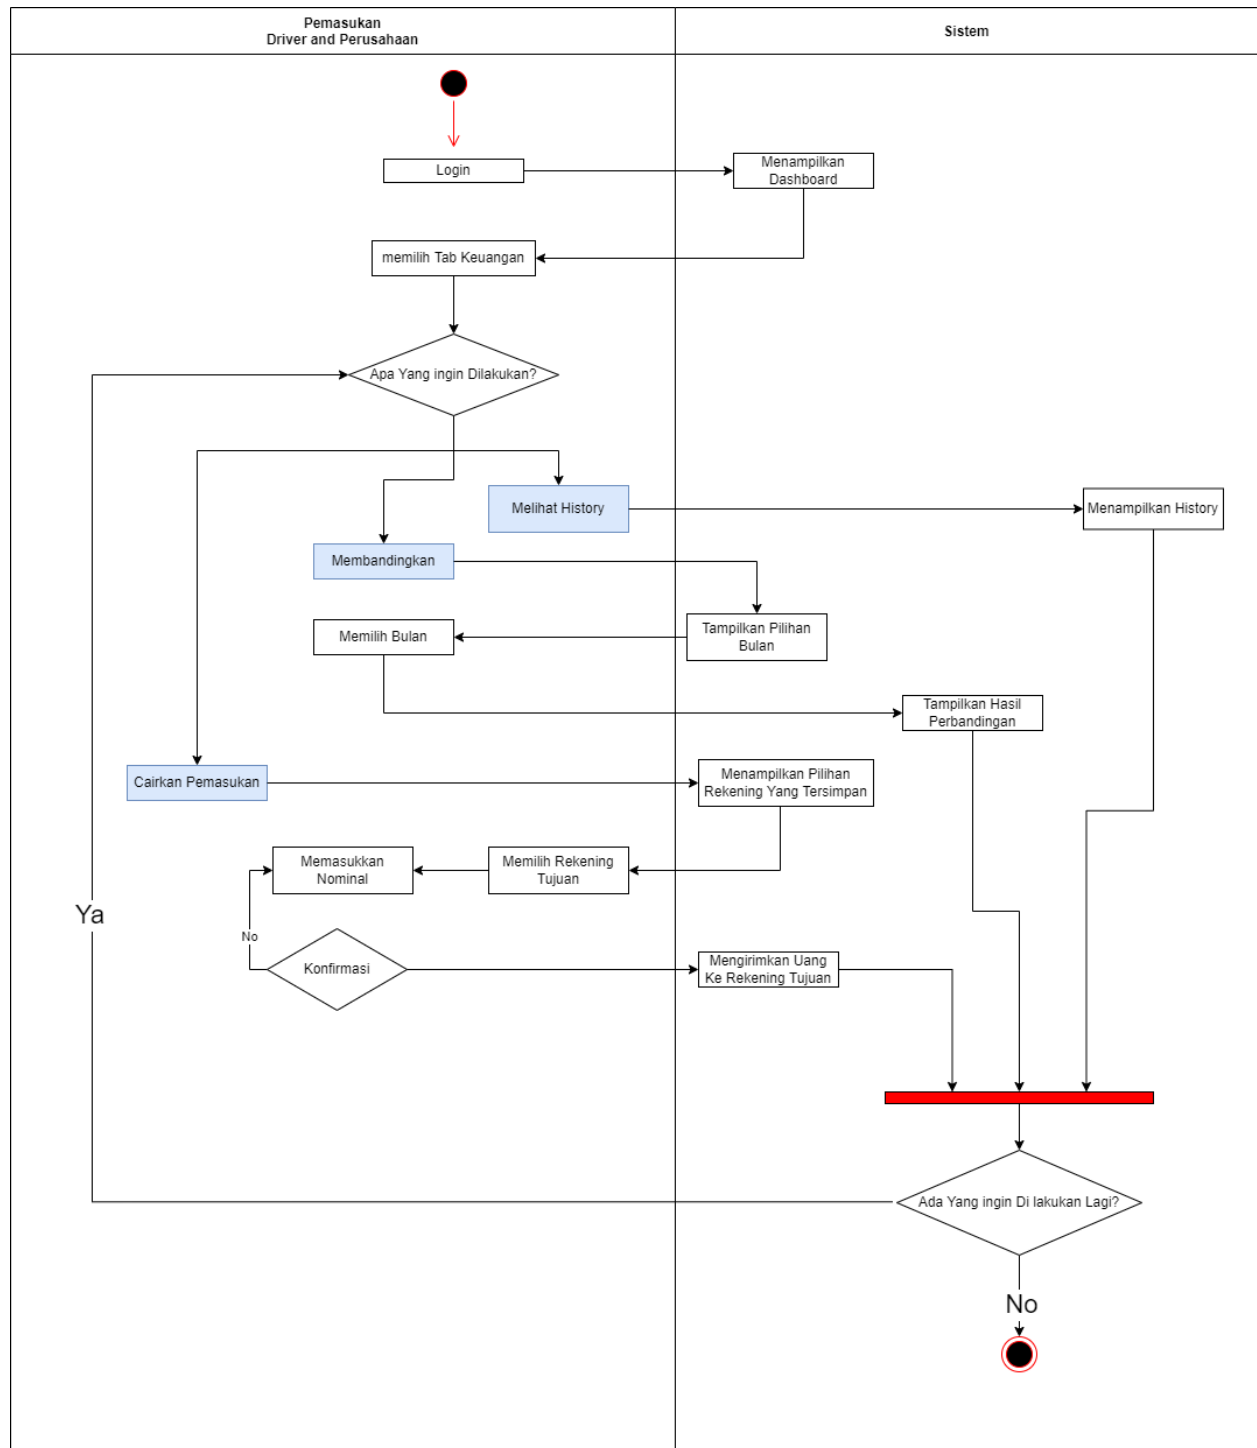 Pemasukan
Driver and Perusahaan
Sistem
Login
Menampilkan
Dashboard
memilih Tab Keuangan
Apa Yang ingin Dilakukan?
Melihat History
Menampilkan History
Membandingkan
Tampilkan Pilihan
Bulan
Memilih Bulan
Tampilkan Hasil
Perbandingan
Cairkan Pemasukan
Menampilkan Pilihan
Rekening Yang Tersimpan
Memasukkan
Nominal
Memilih Rekening
Tujuan
Ya
No
Konfirmasi
Mengirimkan Uang
Ke Rekening Tujuan
Ada Yang ingin Di lakukan Lagi?
No